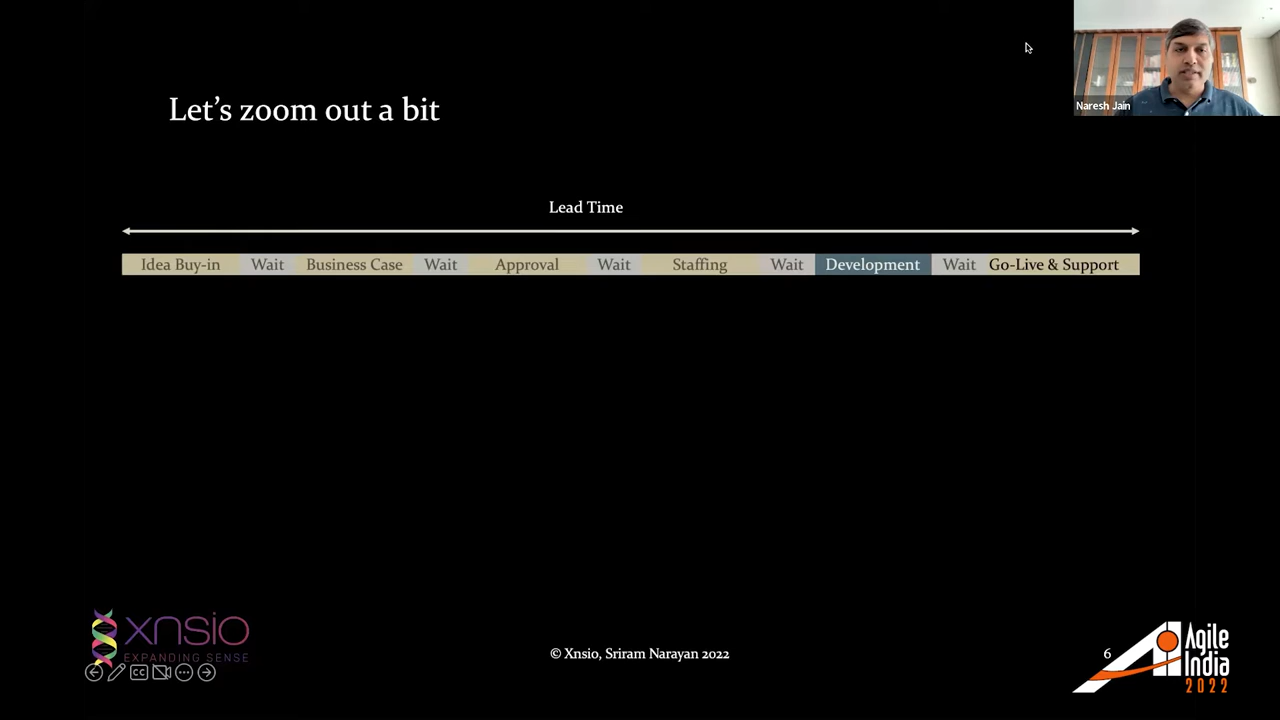 Naresh Jain
Let's zoom out a bit
Lead Time
Idea Buy-in Wait Business Case Wait Approval Wait Staffing Wait Development Wait Go-Live & Support
xnsio
EXPANDING SENSE
CC
© Xnsio, Sriram Narayan 2022
6
Agile
India
2022